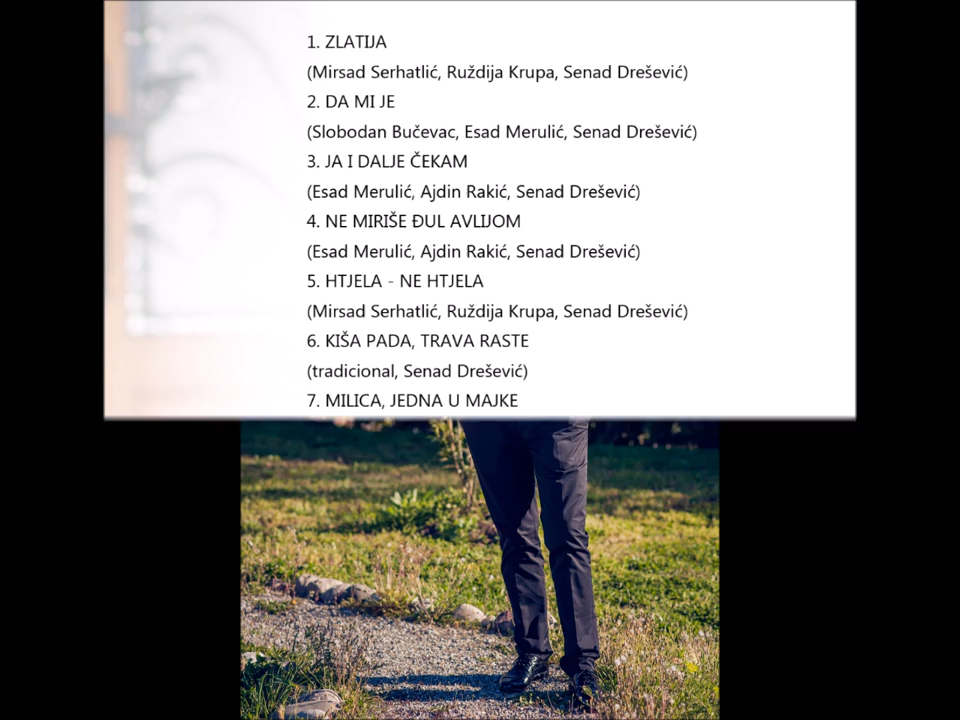 1. ZLATIJA
(Mirsad Serhatlić, Ruždija Krupa, Senad Drešević)
2. DA MI JE
(Slobodan Bučevac, Esad Merulić, Senad Drešević)
3. JA I DALJE ČEKAM
(Esad Merulić, Ajdin Rakić, Senad Drešević)
4. NE MIRIŠE ĐUL AVLIJOM
(Esad Merulić, Ajdin Rakić, Senad Drešević)
5. HTJELA - NE HTJELA
(Mirsad Serhatlić, Ruždija Krupa, Senad Drešević)
6. KIŠA PADA, TRAVA RASTE
(tradicional, Senad Drešević)
7. MILICA, JEDNA U MAJKE